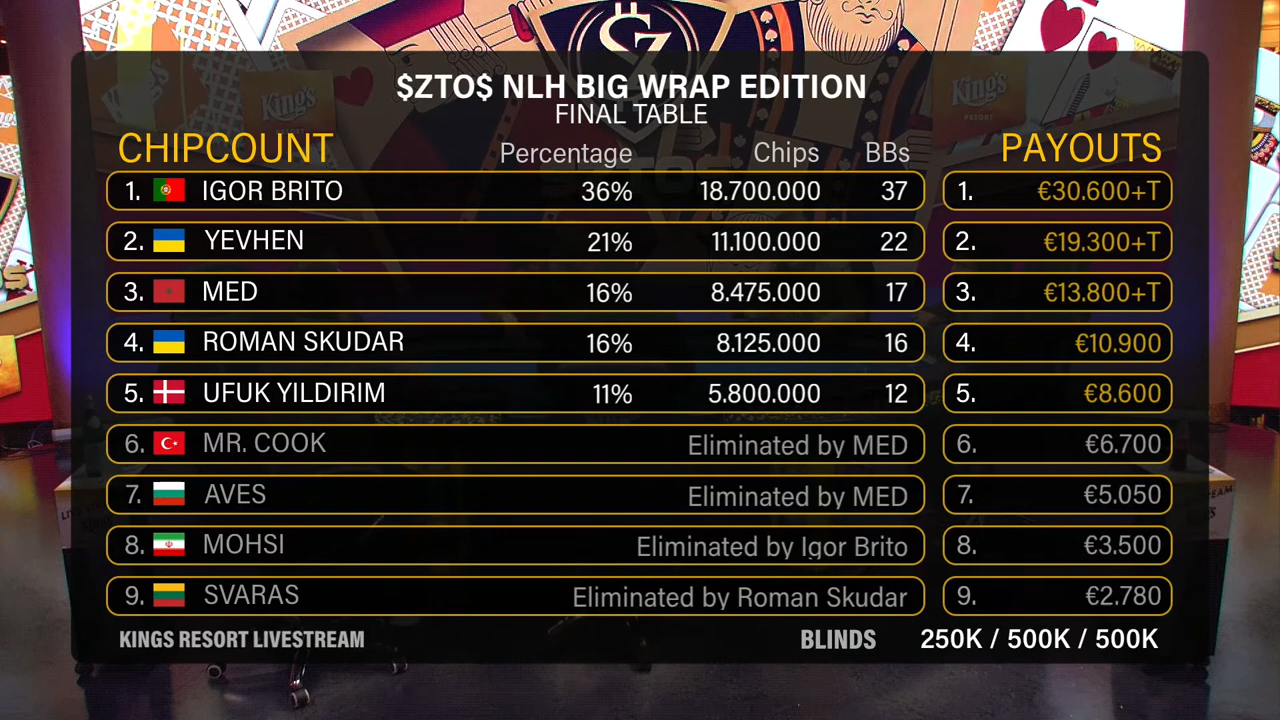 $ZTO$ NLH BIG WRAP EDITION
FINAL TABLE
CHIPCOUNT Percentage Chips BBs PAYOUTS
1. IGOR BRITO 36% 18.700.000 37 1. €30.600+T
2. YEVHEN 21% 11.100.000 22 2. €19.300+T
3. MED 16% 8.475.000 17 3. €13.800+T
4. ROMAN SKUDAR 16% 8.125.000 16 4. €10.900
5. UFUK YILDIRIM 11% 5.800.000 12 5. €8.600
6. MR. COOK Eliminated by MED 6. €6.700
7. AVES Eliminated by MED 7. €5.050
8. MOHSI Eliminated by Igor Brito 8. €3.500
9. SVARAS Eliminated by Roman Skudar 9. €2.780
KINGS RESORT LIVESTREAM BLINDS 250K / 500K / 500K
King's
RESORT
King's
RESORT